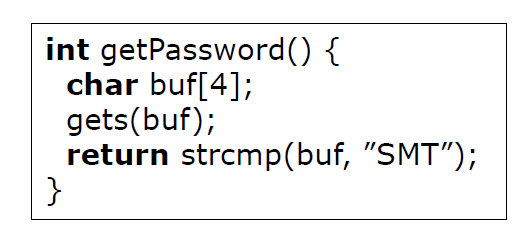 int getPassword() {
char buf[4];
gets(buf);
return strcmp(buf, ”SMT”);
}